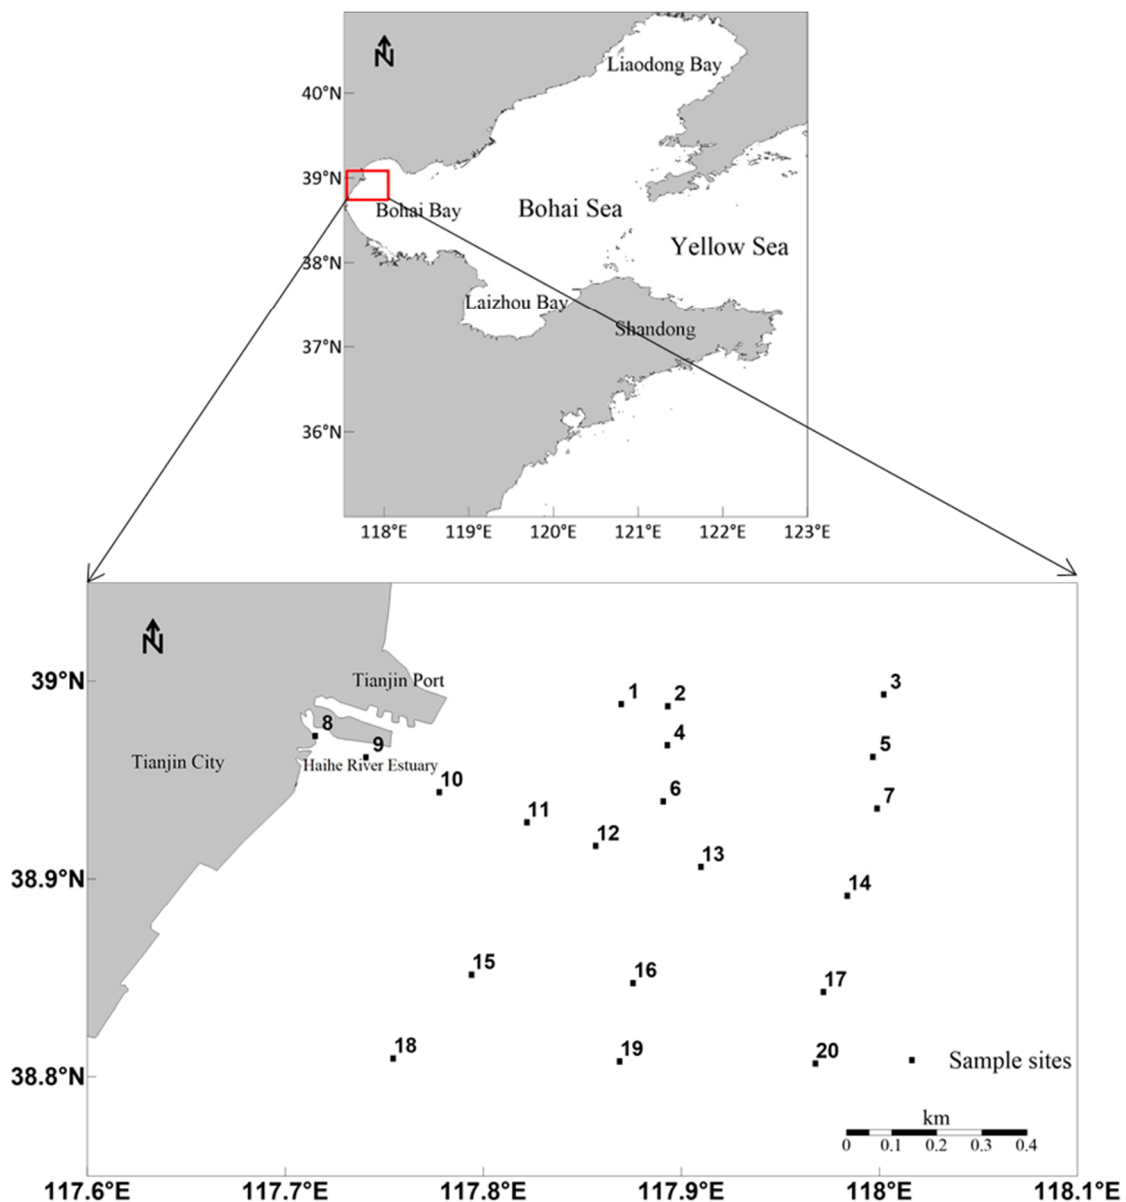 N
Liaodong Bay
40°N
39°N
Bohai Bay
Bohai Sea
Yellow Sea
38°N
Laizhou Bay
Shandong
37°N
36°N
118°E 119°E 120°E 121°E 122°E 123°E
N
39°N
Tianjin Port
1
2
3
8
4
5
9
Tianjin City
Haihe River Estuary
10
6
7
11
12
13
38.9°N
14
15
16
17
18
19
20
Sample sites
38.8°N
km
0 0.1 0.2 0.3 0.4
117.6°E 117.7°E 117.8°E 117.9°E 118°E 118.1°E